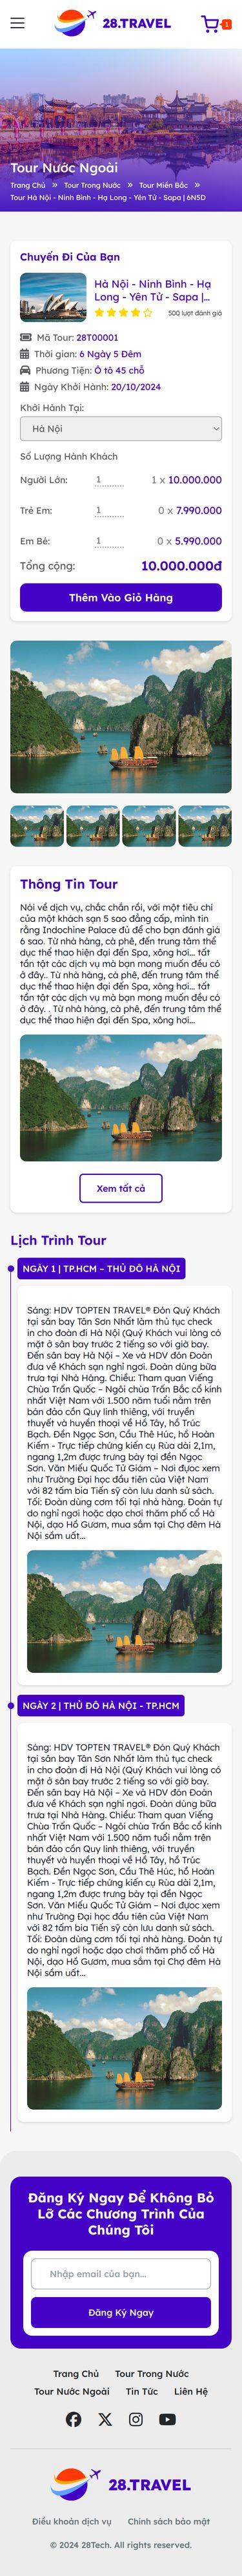 28.TRAVEL
1
Tour Nước Ngoài
Trang Chủ » Tour Trong Nước » Tour Miền Bắc »
Tour Hà Nội - Ninh Bình - Hạ Long - Yên Tử - Sapa | 6N5D
Chuyến Đi Của Bạn
Hà Nội - Ninh Bình - Hạ
Long - Yên Tử - Sapa |...
500 lượt đánh giá
Mã Tour: 28T00001
Thời gian: 6 Ngày 5 Đêm
Phương Tiện: Ô tô 45 chỗ
Ngày Khởi Hành: 20/10/2024
Khởi Hành Tại:
Hà Nội
Số Lượng Hành Khách
Người Lớn: 1 1 x 10.000.000
Trẻ Em: 1 0 x 7.990.000
Em Bé: 1 0 x 5.990.000
Tổng cộng: 10.000.000đ
Thêm Vào Giỏ Hàng
Thông Tin Tour
Nói về dịch vụ, chắc chắn rồi, với một tiêu chí
của một khách sạn 5 sao đẳng cấp, mình tin
rằng Indochine Palace đủ để cho bạn đánh giá
6 sao. Từ nhà hàng, cà phê, đến trung tâm thể
dục thể thao hiện đại đến Spa, xông hơi... tất
tần tật các dịch vụ mà bạn mong muốn đều có
ở đây.. Từ nhà hàng, cà phê, đến trung tâm thể
dục thể thao hiện đại đến Spa, xông hơi... tất
tần tật các dịch vụ mà bạn mong muốn đều có
ở đây. . Từ nhà hàng, cà phê, đến trung tâm thể
dục thể thao hiện đại đến Spa, xông hơi...
Xem tất cả
Lịch Trình Tour
NGÀY 1 | TP.HCM – THỦ ĐÔ HÀ NỘI
Sáng: HDV TOPTEN TRAVEL® Đón Quý Khách
tại sân bay Tân Sơn Nhất làm thủ tục check
in cho đoàn đi Hà Nội (Quý Khách vui lòng có
mặt ở sân bay trước 2 tiếng so với giờ bay.
Đến sân bay Hà Nội – Xe và HDV đón Đoàn
đưa về Khách sạn nghỉ ngơi. Đoàn dùng bữa
trưa tại Nhà Hàng. Chiều: Tham quan Viếng
Chùa Trấn Quốc – Ngôi chùa Trấn Bắc cổ kính
nhất Việt Nam với 1.500 năm tuổi nằm trên
bán đảo cồn Quy linh thiêng, với truyền
thuyết và huyền thoại về Hồ Tây, hồ Trúc
Bạch. Đền Ngọc Sơn, Cầu Thê Húc, hồ Hoàn
Kiếm - Trực tiếp chứng kiến cụ Rùa dài 2,1m,
ngang 1,2m được trưng bày tại đền Ngọc
Sơn. Văn Miếu Quốc Tử Giám – Nơi được xem
như Trường Đại học đầu tiên của Việt Nam
với 82 tấm bia Tiến sỹ còn lưu danh sử sách.
Tối: Đoàn dùng cơm tối tại nhà hàng. Đoàn tự
do nghỉ ngơi hoặc dạo chơi thăm phố cổ Hà
Nội, dạo Hồ Gươm, mua sắm tại Chợ đêm Hà
Nội sầm uất...
NGÀY 2 | THỦ ĐÔ HÀ NỘI - TP.HCM
Sáng: HDV TOPTEN TRAVEL® Đón Quý Khách
tại sân bay Tân Sơn Nhất làm thủ tục check
in cho đoàn đi Hà Nội (Quý Khách vui lòng có
mặt ở sân bay trước 2 tiếng so với giờ bay.
Đến sân bay Hà Nội – Xe và HDV đón Đoàn
đưa về Khách sạn nghỉ ngơi. Đoàn dùng bữa
trưa tại Nhà Hàng. Chiều: Tham quan Viếng
Chùa Trấn Quốc – Ngôi chùa Trấn Bắc cổ kính
nhất Việt Nam với 1.500 năm tuổi nằm trên
bán đảo cồn Quy linh thiêng, với truyền
thuyết và huyền thoại về Hồ Tây, hồ Trúc
Bạch. Đền Ngọc Sơn, Cầu Thê Húc, hồ Hoàn
Kiếm - Trực tiếp chứng kiến cụ Rùa dài 2,1m,
ngang 1,2m được trưng bày tại đền Ngọc
Sơn. Văn Miếu Quốc Tử Giám – Nơi được xem
như Trường Đại học đầu tiên của Việt Nam
với 82 tấm bia Tiến sỹ còn lưu danh sử sách.
Tối: Đoàn dùng cơm tối tại nhà hàng. Đoàn tự
do nghỉ ngơi hoặc dạo chơi thăm phố cổ Hà
Nội, dạo Hồ Gươm, mua sắm tại Chợ đêm Hà
Nội sầm uất...
Đăng Ký Ngay Để Không Bỏ
Lỡ Các Chương Trình Của
Chúng Tôi
Nhập email của bạn...
Đăng Ký Ngay
Trang Chủ Tour Trong Nước
Tour Nước Ngoài Tin Tức Liên Hệ
28.TRAVEL
Điều khoản dịch vụ Chính sách bảo mật
© 2024 28Tech. All rights reserved.